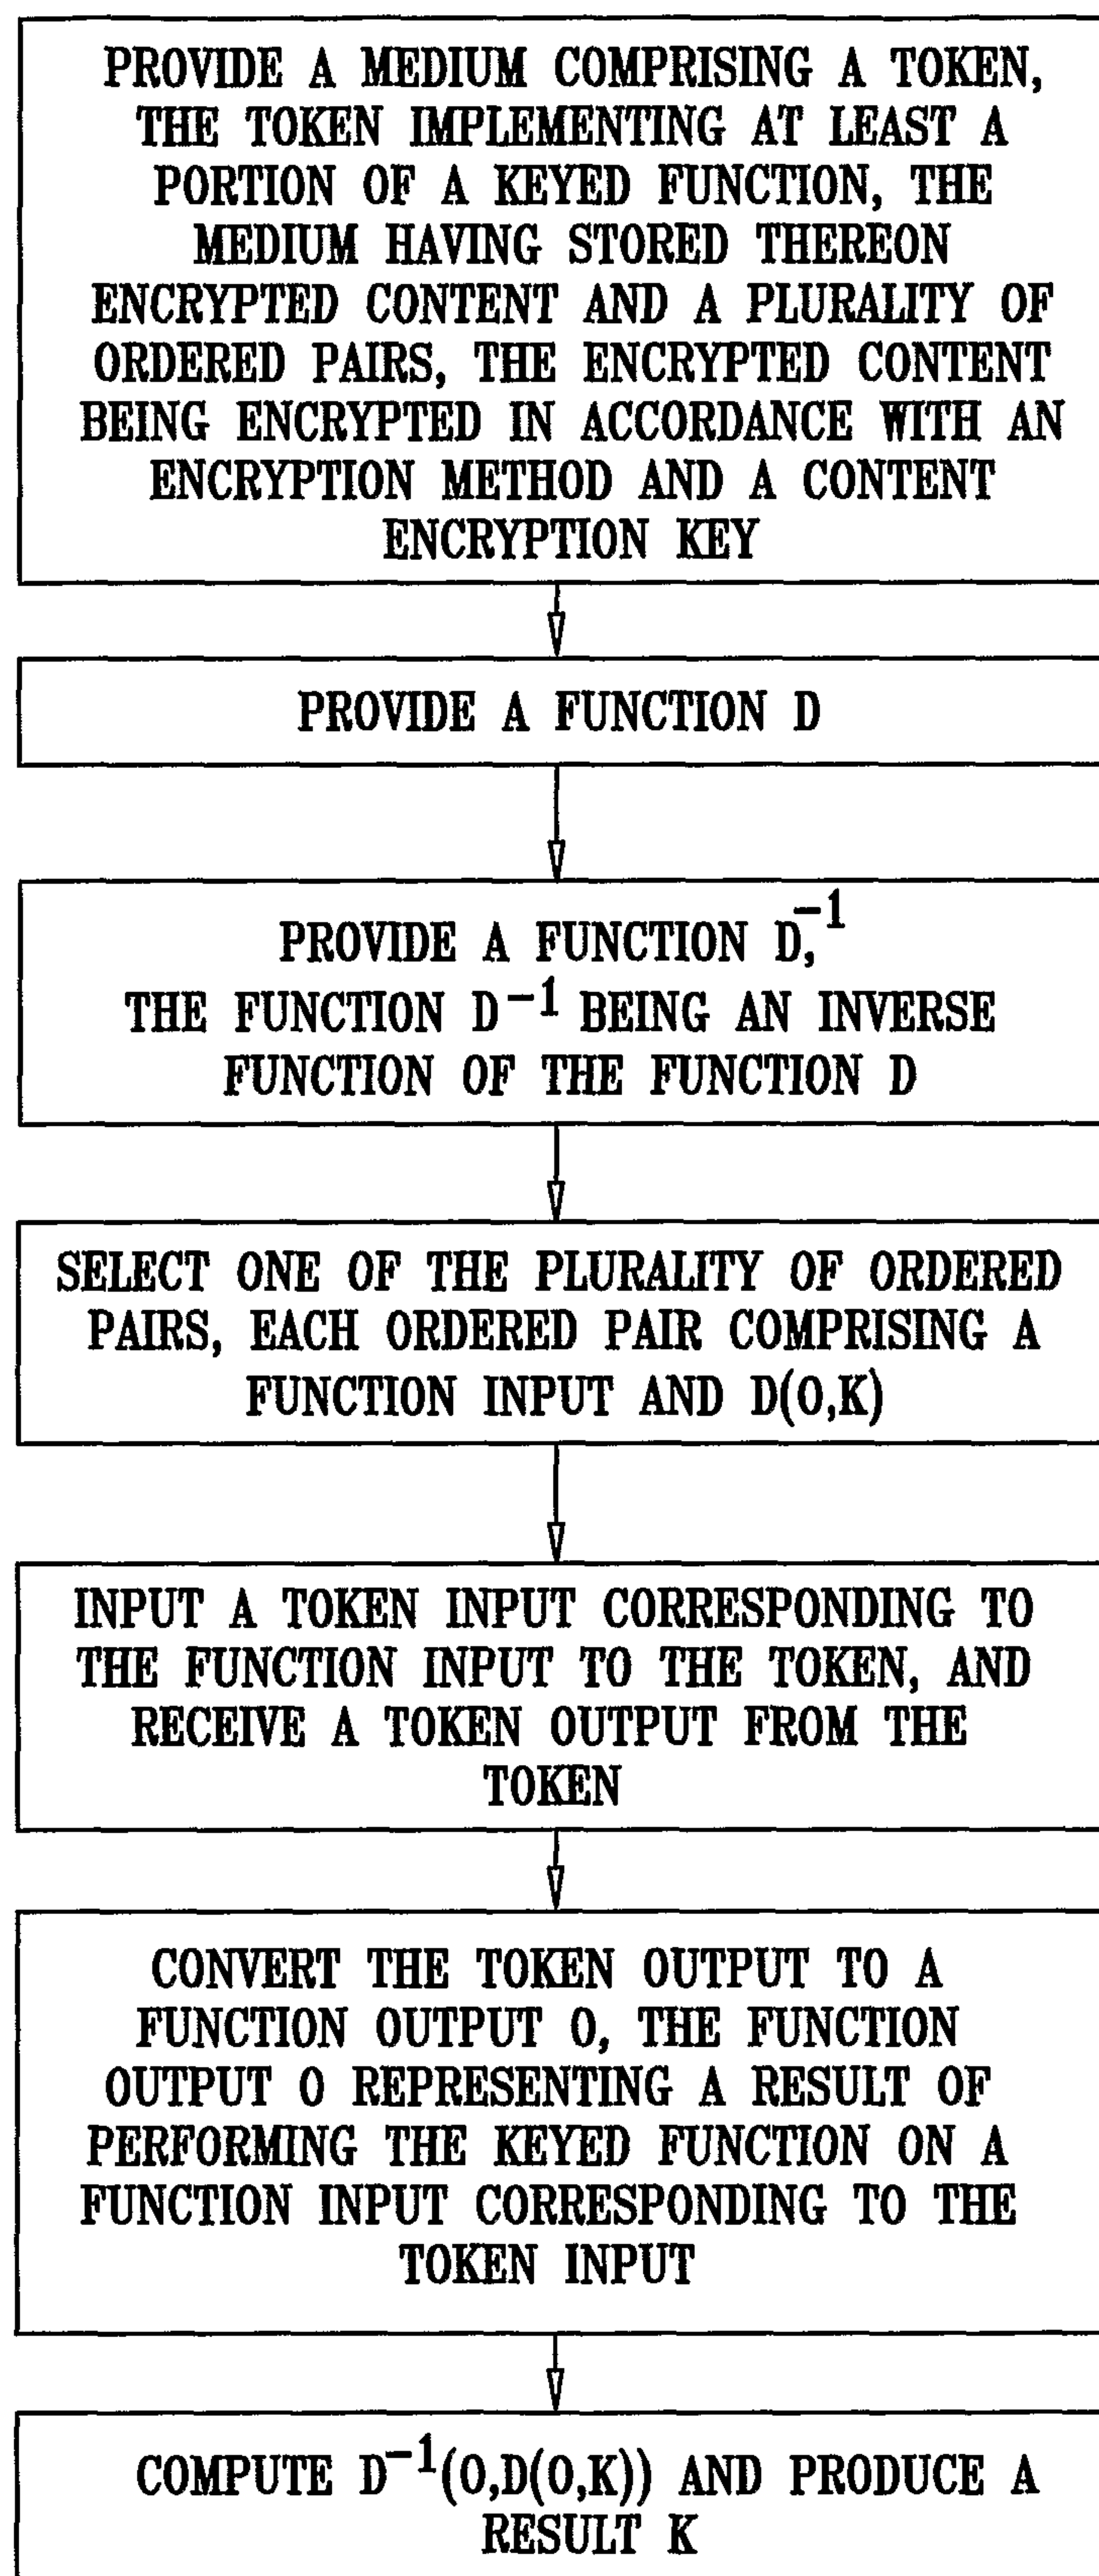 PROVIDE A MEDIUM COMPRISING A TOKEN,
THE TOKEN IMPLEMENTING AT LEAST A
PORTION OF A KEYED FUNCTION, THE
MEDIUM HAVING STORED THEREON
ENCRYPTED CONTENT AND A PLURALITY OF
ORDERED PAIRS, THE ENCRYPTED CONTENT
BEING ENCRYPTED IN ACCORDANCE WITH AN
ENCRYPTION METHOD AND A CONTENT
ENCRYPTION KEY
PROVIDE A FUNCTION D
PROVIDE A FUNCTION D⁻¹,
THE FUNCTION D⁻¹ BEING AN INVERSE
FUNCTION OF THE FUNCTION D
SELECT ONE OF THE PLURALITY OF ORDERED
PAIRS, EACH ORDERED PAIR COMPRISING A
FUNCTION INPUT AND D(O,K)
INPUT A TOKEN INPUT CORRESPONDING TO
THE FUNCTION INPUT TO THE TOKEN, AND
RECEIVE A TOKEN OUTPUT FROM THE
TOKEN
CONVERT THE TOKEN OUTPUT TO A
FUNCTION OUTPUT O, THE FUNCTION
OUTPUT O REPRESENTING A RESULT OF
PERFORMING THE KEYED FUNCTION ON A
FUNCTION INPUT CORRESPONDING TO THE
TOKEN INPUT
COMPUTE D⁻¹(O,D(O,K)) AND PRODUCE A
RESULT K